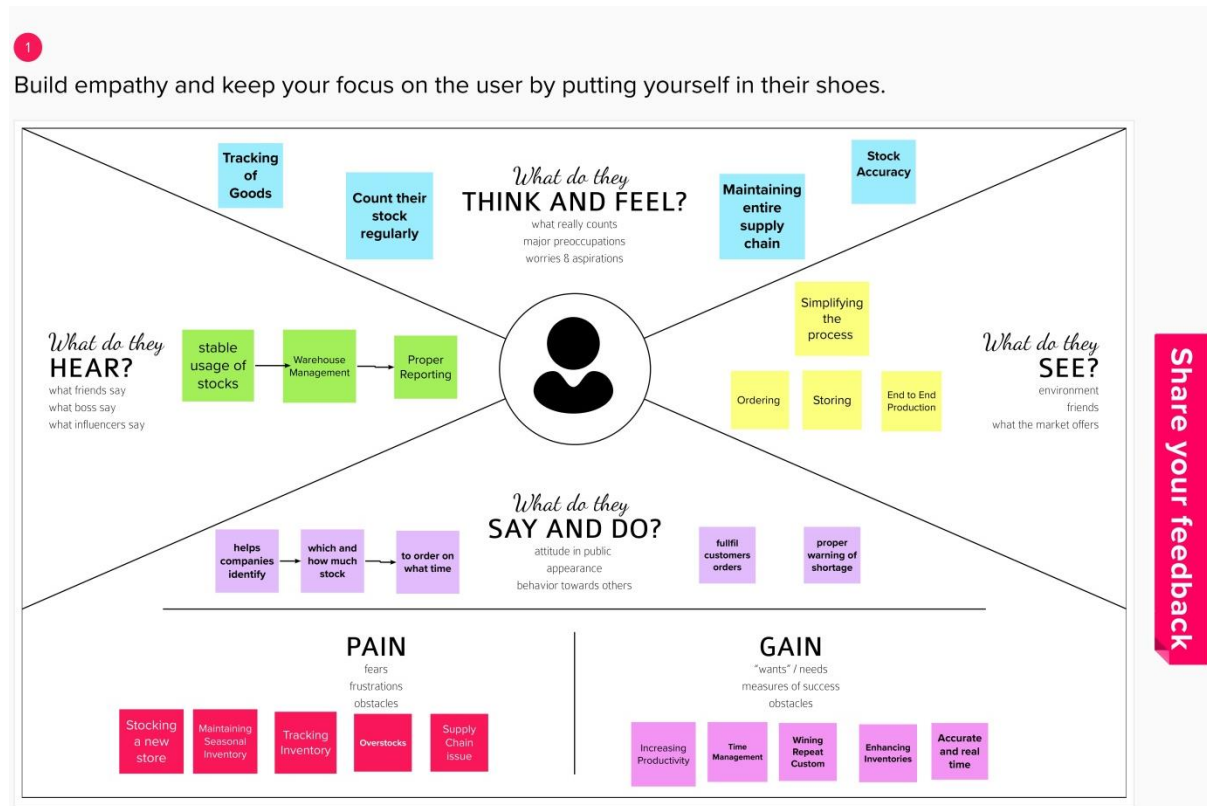 1
Build empathy and keep your focus on the user by putting yourself in their shoes.
What do they
THINK AND FEEL?
what really counts
major preoccupations
worries & aspirations
Tracking
of
Goods
Count their
stock
regularly
Maintaining
entire
supply
chain
Stock
Accuracy
What do they
HEAR?
what friends say
what boss say
what influencers say
stable
usage of
stocks
Warehouse
Management
Proper
Reporting
Simplifying
the
process
Ordering
Storing
End to End
Production
What do they
SEE?
environment
friends
what the market offers
What do they
SAY AND DO?
attitude in public
appearance
behavior towards others
helps
companies
identify
which and
how much
stock
to order on
what time
fullfil
customers
orders
proper
warning of
shortage
PAIN
fears
frustrations
obstacles
Stocking
a new
store
Maintaining
Seasonal
Inventory
Tracking
Inventory
Overstocks
Supply
Chain
issue
GAIN
"wants" / needs
measures of success
obstacles
Increasing
Productivity
Time
Management
Wining
Repeat
Custom
Enhancing
Inventories
Accurate
and real
time
Share your feedback